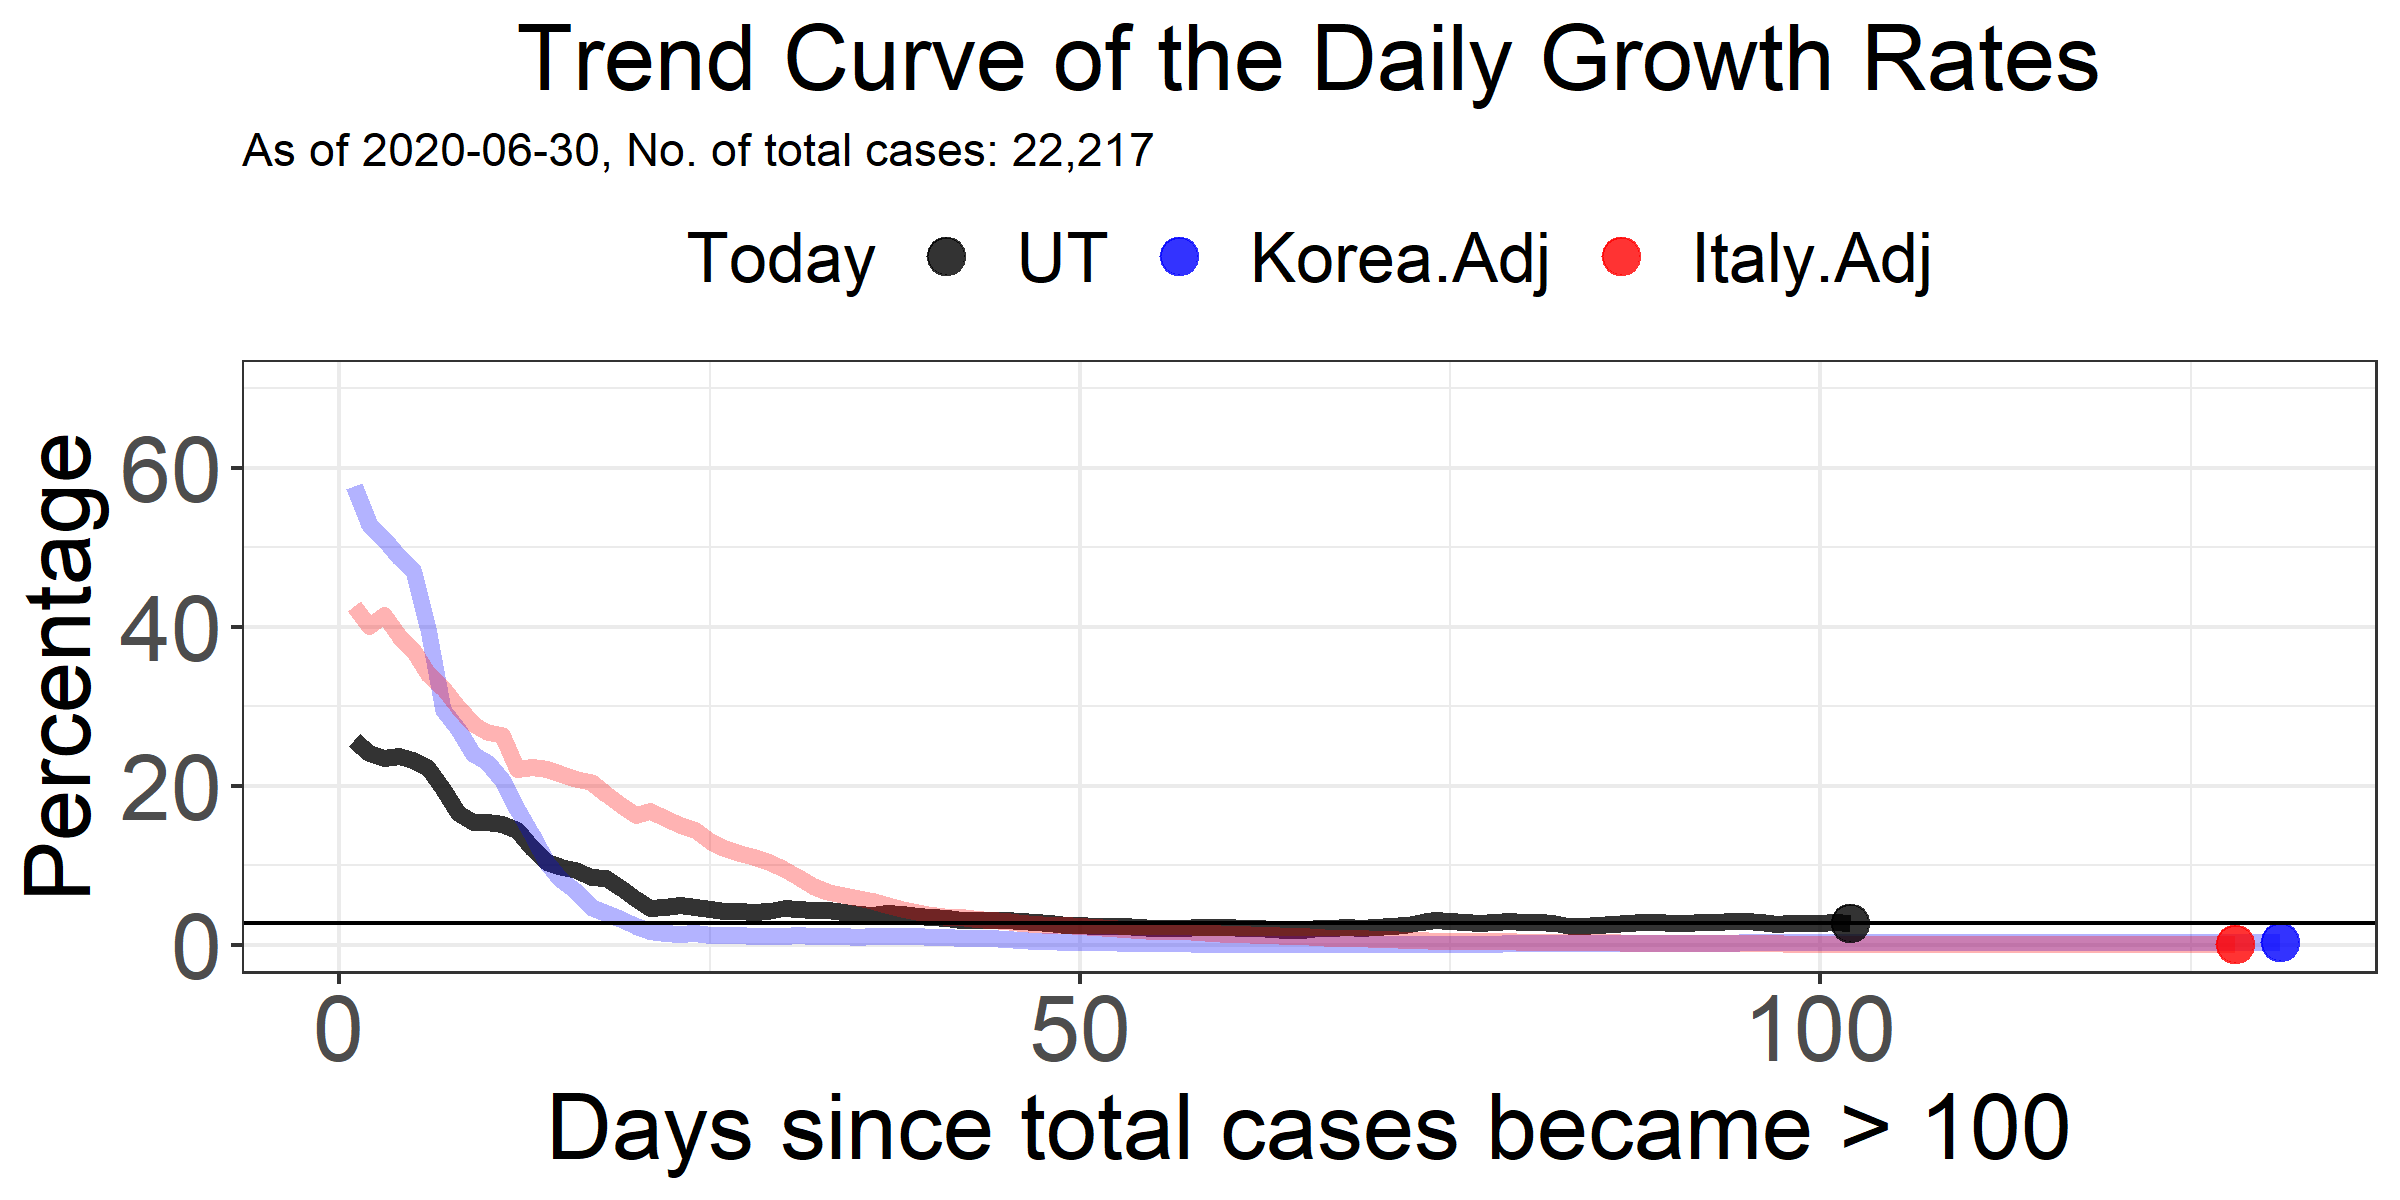 Trend Curve of the Daily Growth Rates
As of 2020-06-30, No. of total cases: 22,217
Today UT Korea.Adj Italy.Adj
Percentage
60
40
20
0
0 50 100
Days since total cases became > 100